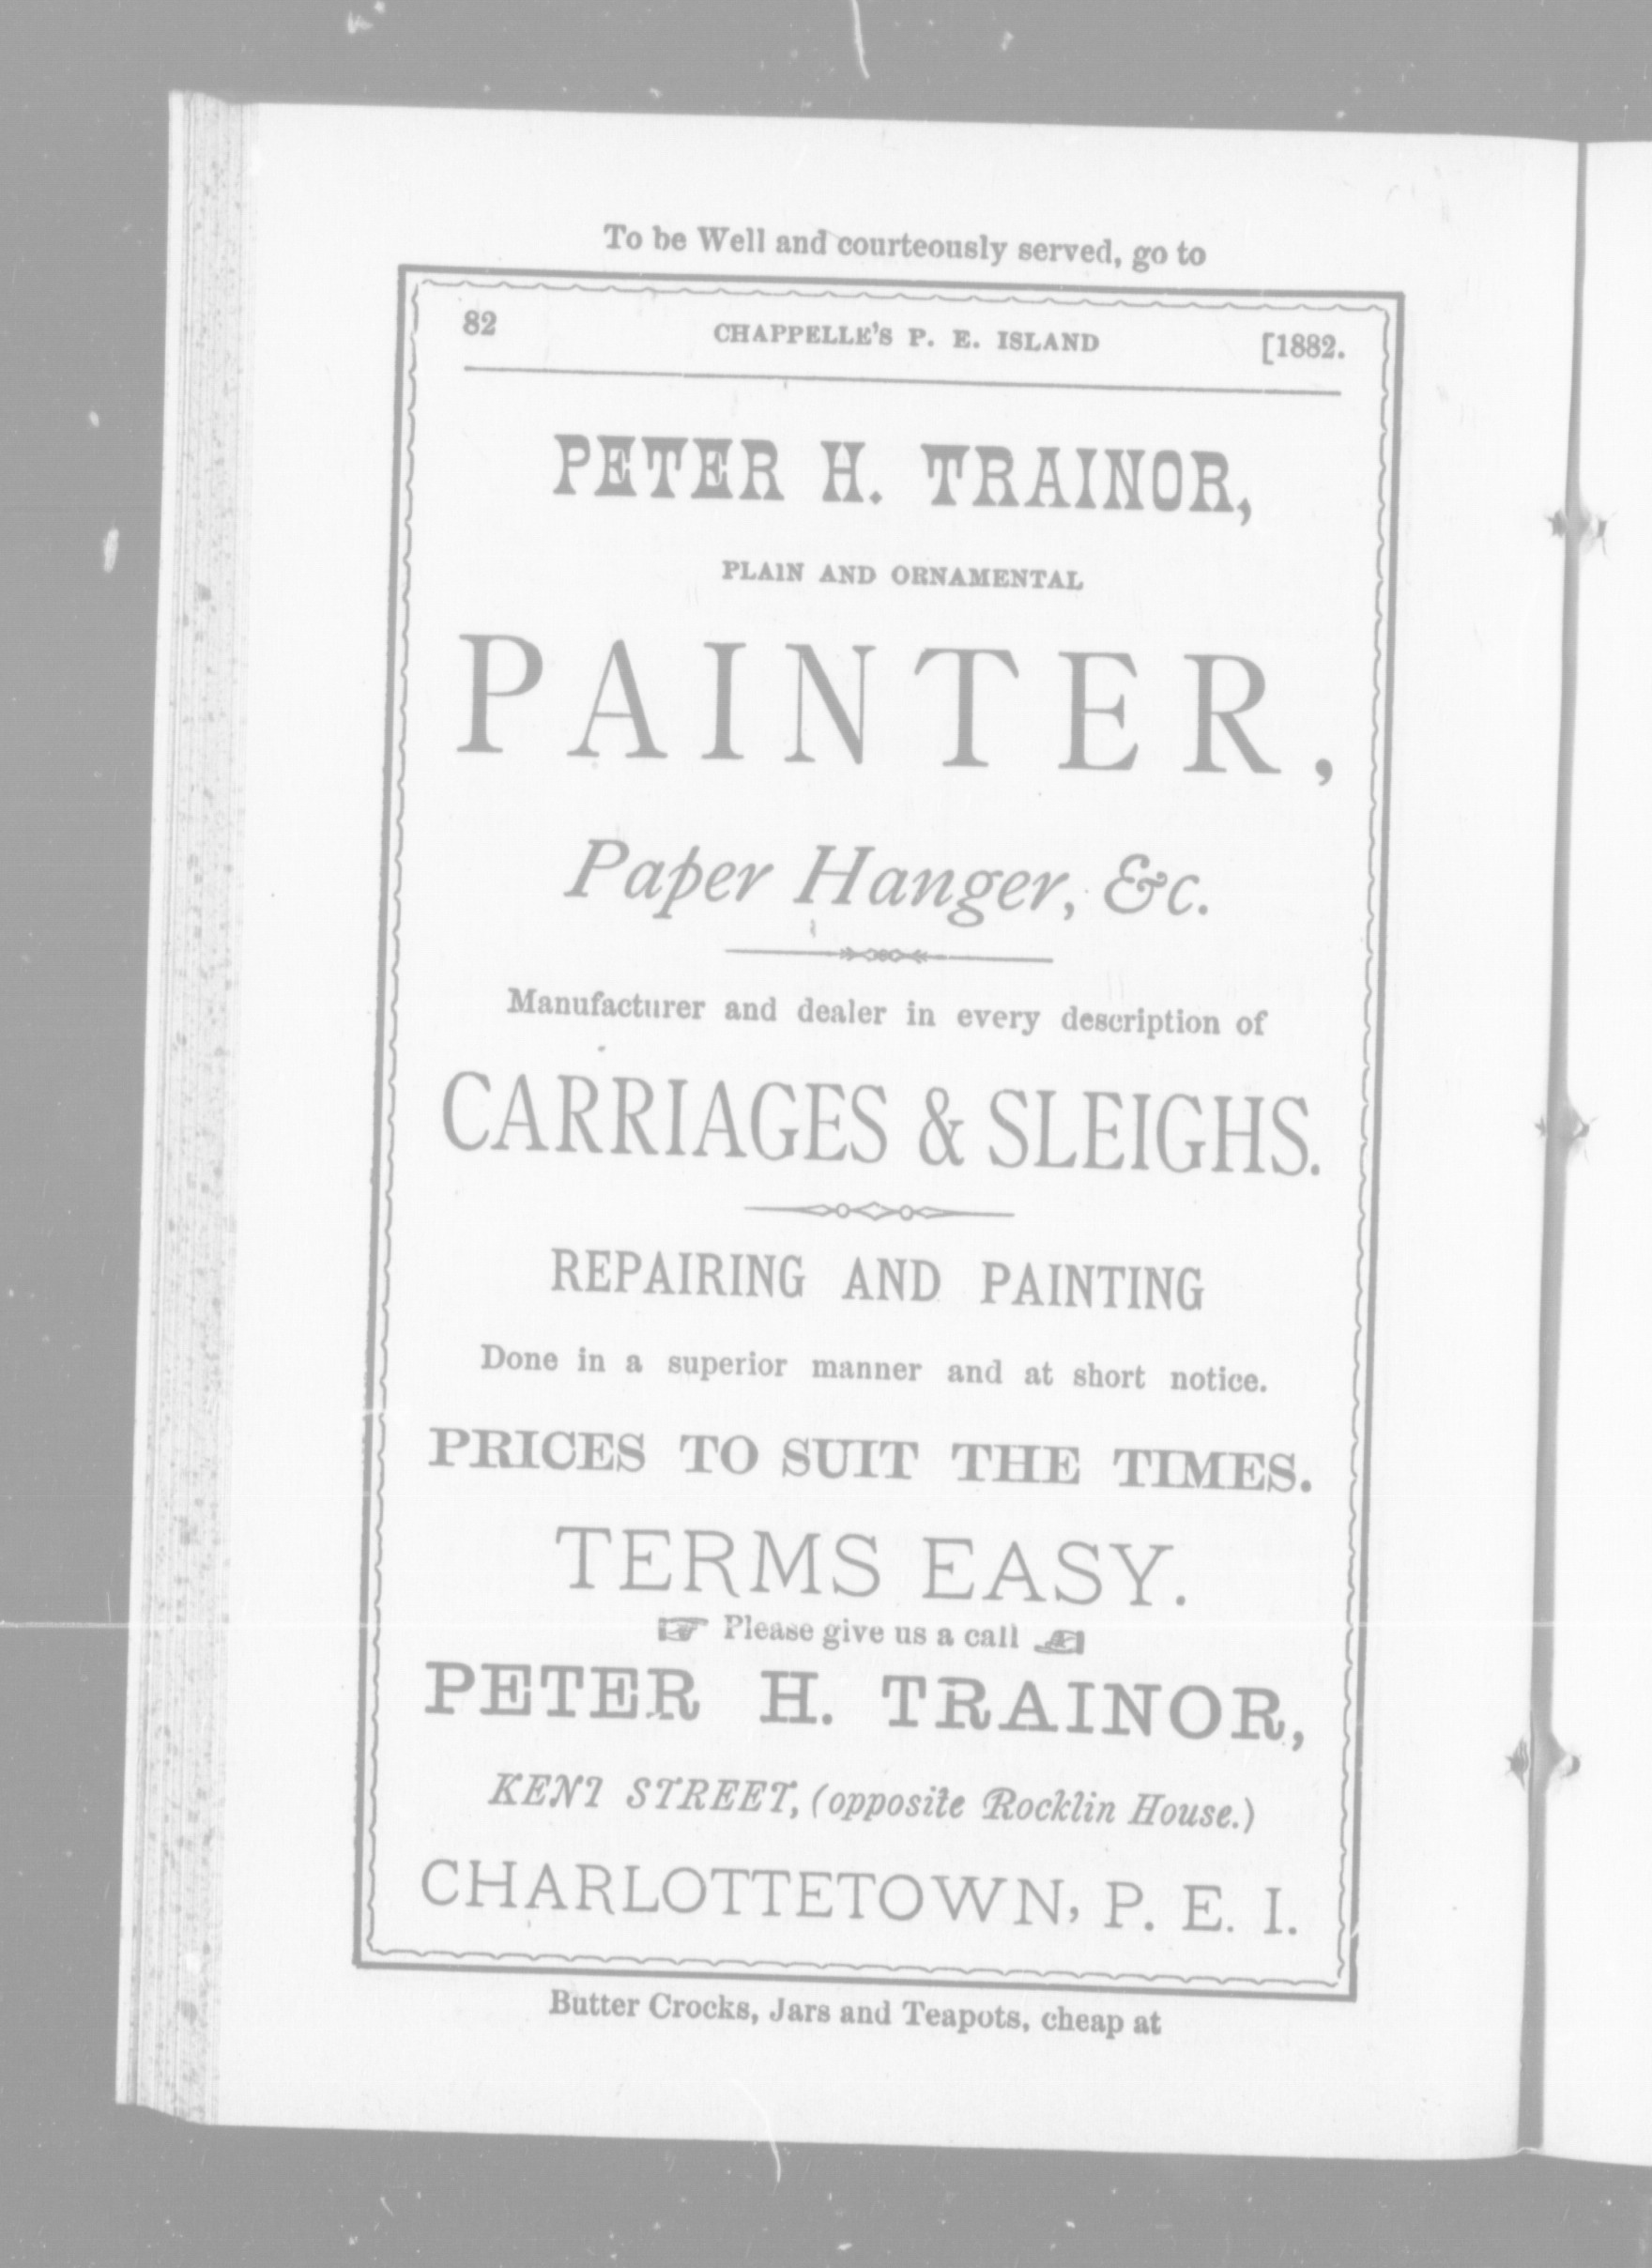 To be Well and courteously served, go to
82 CHAPPELLE'S P. E. ISLAND [1882.
PETER H. TRAINOR,
PLAIN AND ORNAMENTAL
PAINTER,
Paper Hanger, &c.
Manufacturer and dealer in every description of
CARRIAGES & SLEIGHS.
REPAIRING AND PAINTING
Done in a superior manner and at short notice.
PRICES TO SUIT THE TIMES.
TERMS EASY.
☞ Please give us a call ☜
PETER H. TRAINOR,
KENT STREET, (opposite Rocklin House.)
CHARLOTTETOWN, P. E. I.
Butter Crocks, Jars and Teapots, cheap at